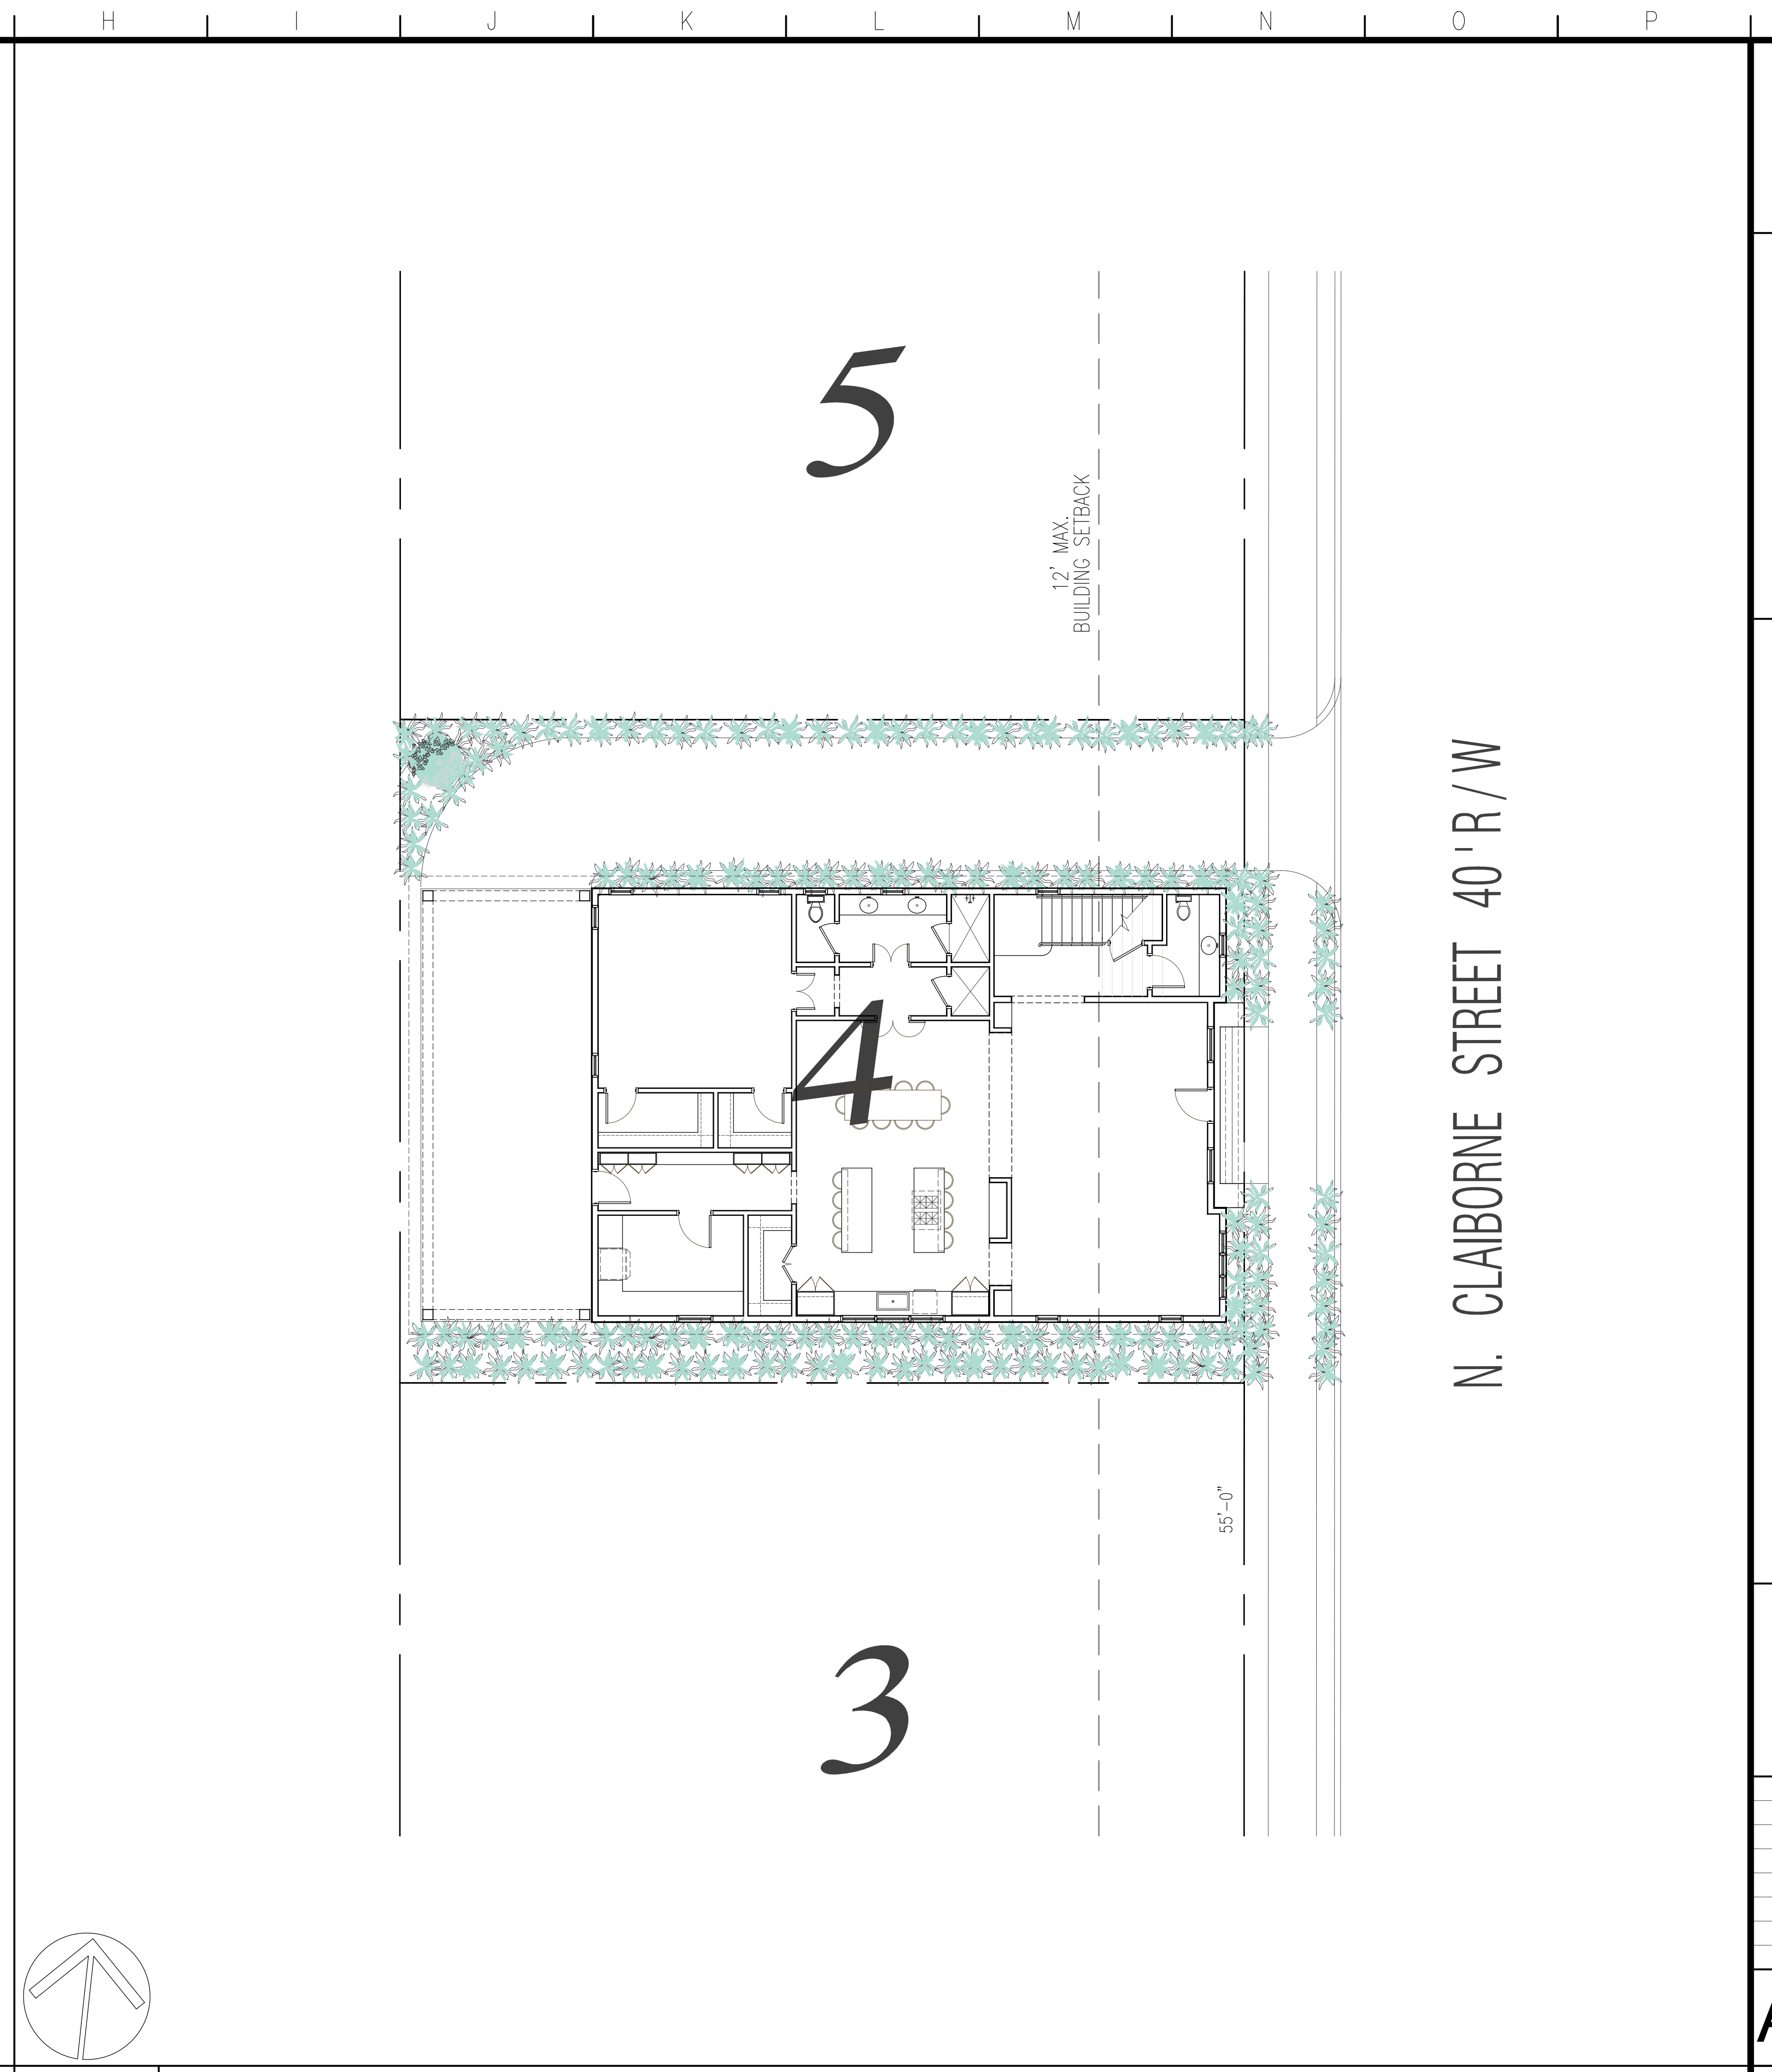 H I J K L M N O P
5
12' MAX.
BUILDING SETBACK
4
N. CLAIBORNE STREET 40'R/W
55'-0"
3